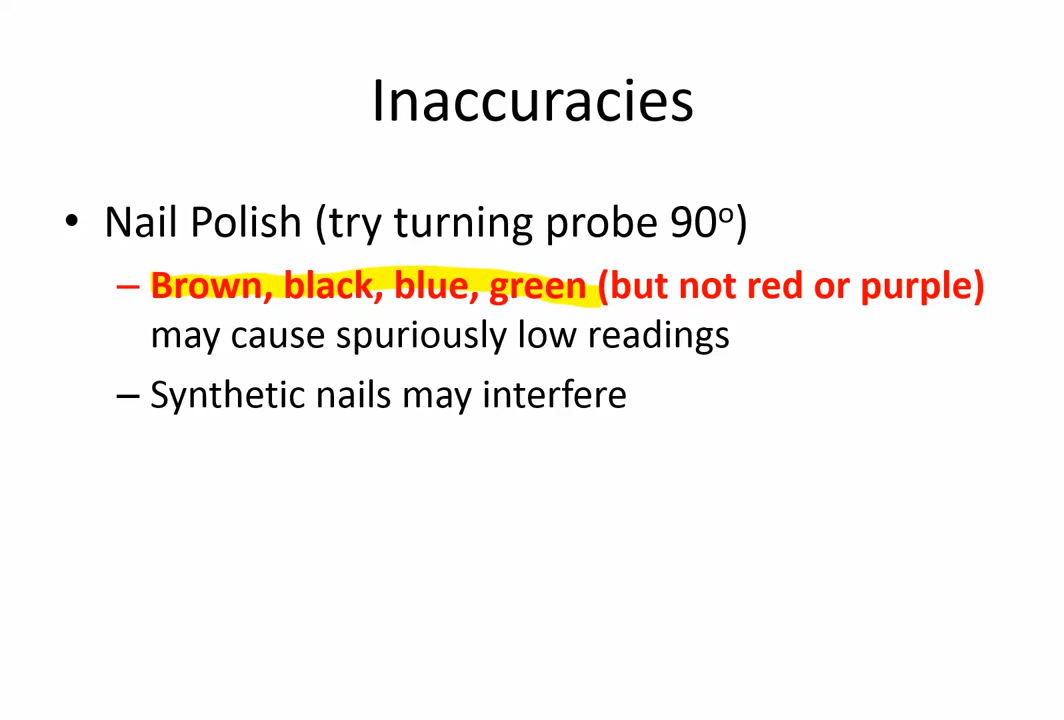 Inaccuracies
• Nail Polish (try turning probe 90º)
– Brown, black, blue, green (but not red or purple)
may cause spuriously low readings
– Synthetic nails may interfere